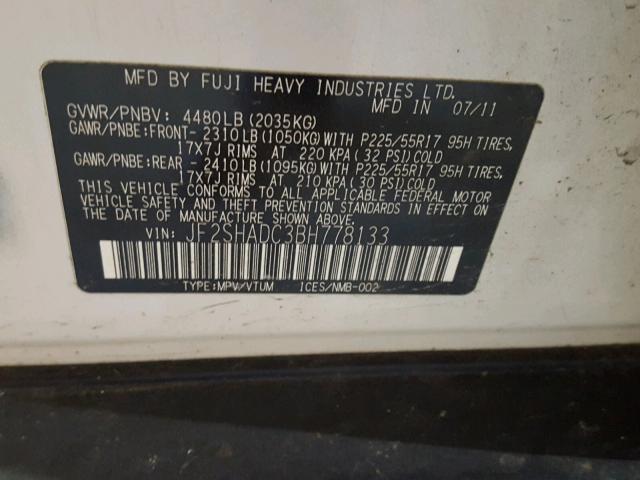 MFD BY FUJI HEAVY INDUSTRIES LTD.
MFD IN 07/11
GVWR/PNBV: 4480LB(2035KG)
GAWR/PNBE:FRONT- 2310LB(1050KG)WITH P225/55R17 95H TIRES,
17X7J RIMS AT 220 KPA(32 PSI)COLD
GAWR/PNBE:REAR - 2410LB(1095KG)WITH P225/55R17 95H TIRES,
17X7J RIMS AT 210 KPA(30 PSI)COLD
THIS VEHICLE CONFORMS TO ALL APPLICABLE FEDERAL MOTOR
VEHICLE SAFETY AND THEFT PREVENTION STANDARDS IN EFFECT
ON THE DATE OF MANUFACTURE SHOWN ABOVE.
VIN: JF2SHADC3BH778133
TYPE:MPV/VTUM ICES/NMB-002